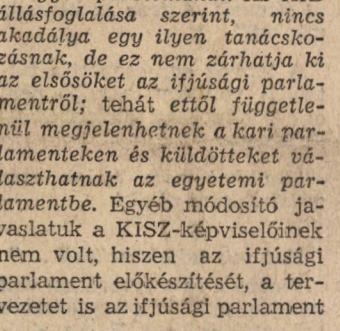 állásfoglalása szerint, nincs
akadálya egy ilyen tanácsko-
zásnak, de ez nem zárhatja ki
az elsősöket az ifjúsági parla-
mentről; tehát ettől függetle-
nül megjelenhetnek a kari par-
lamenteken és küldötteket vá-
laszthatnak az egyetemi par-
lamentbe. Egyéb módosító ja-
vaslatuk a KISZ-képviselőinek
nem volt, hiszen az ifjúsági
parlament előkészítését, a ter-
vezetet is az ifjúsági parlament